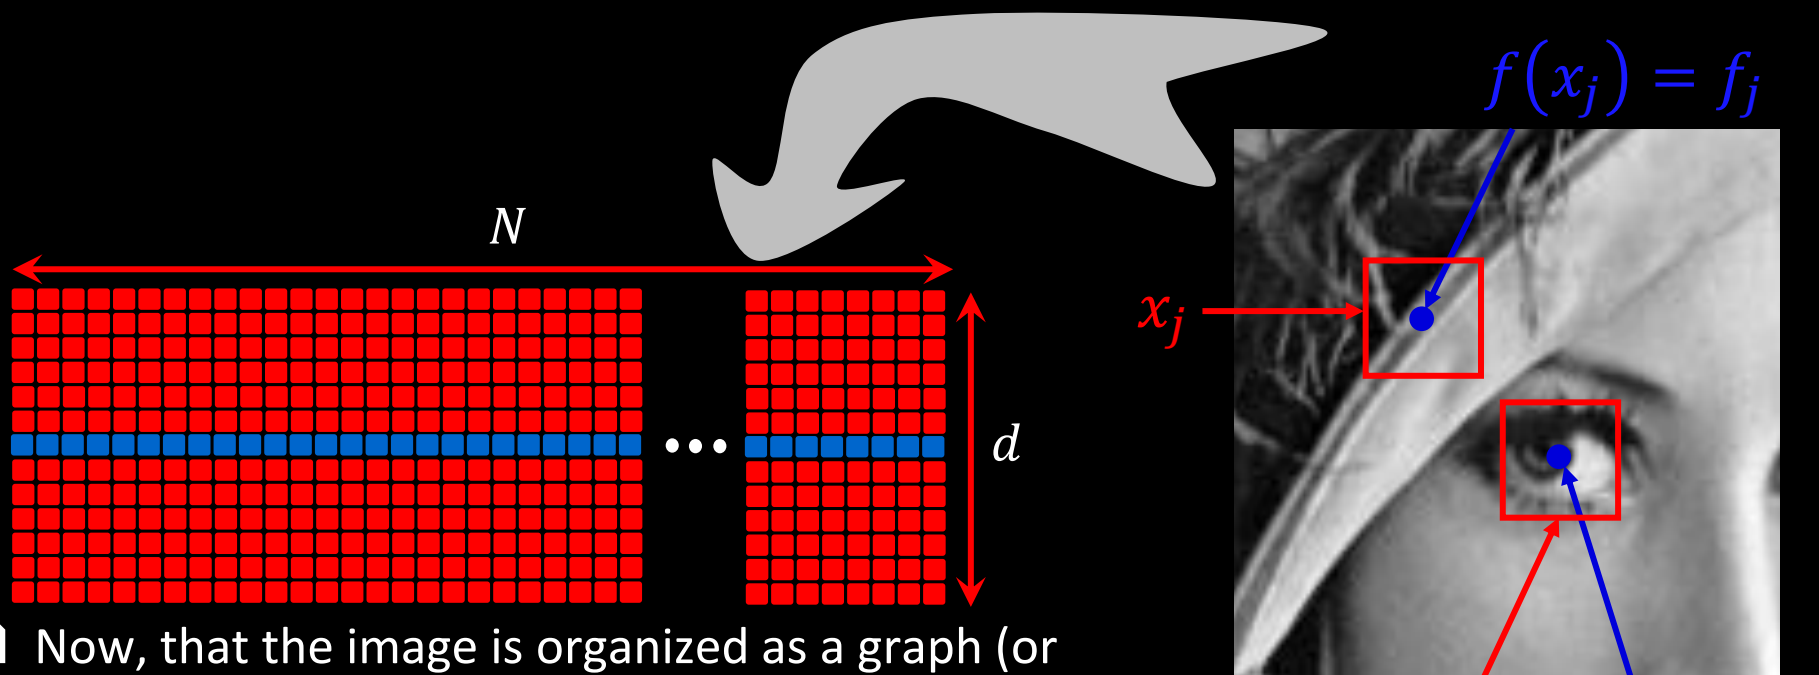 f(x_j) = f_j
N
x_j
d
Now, that the image is organized as a graph (or